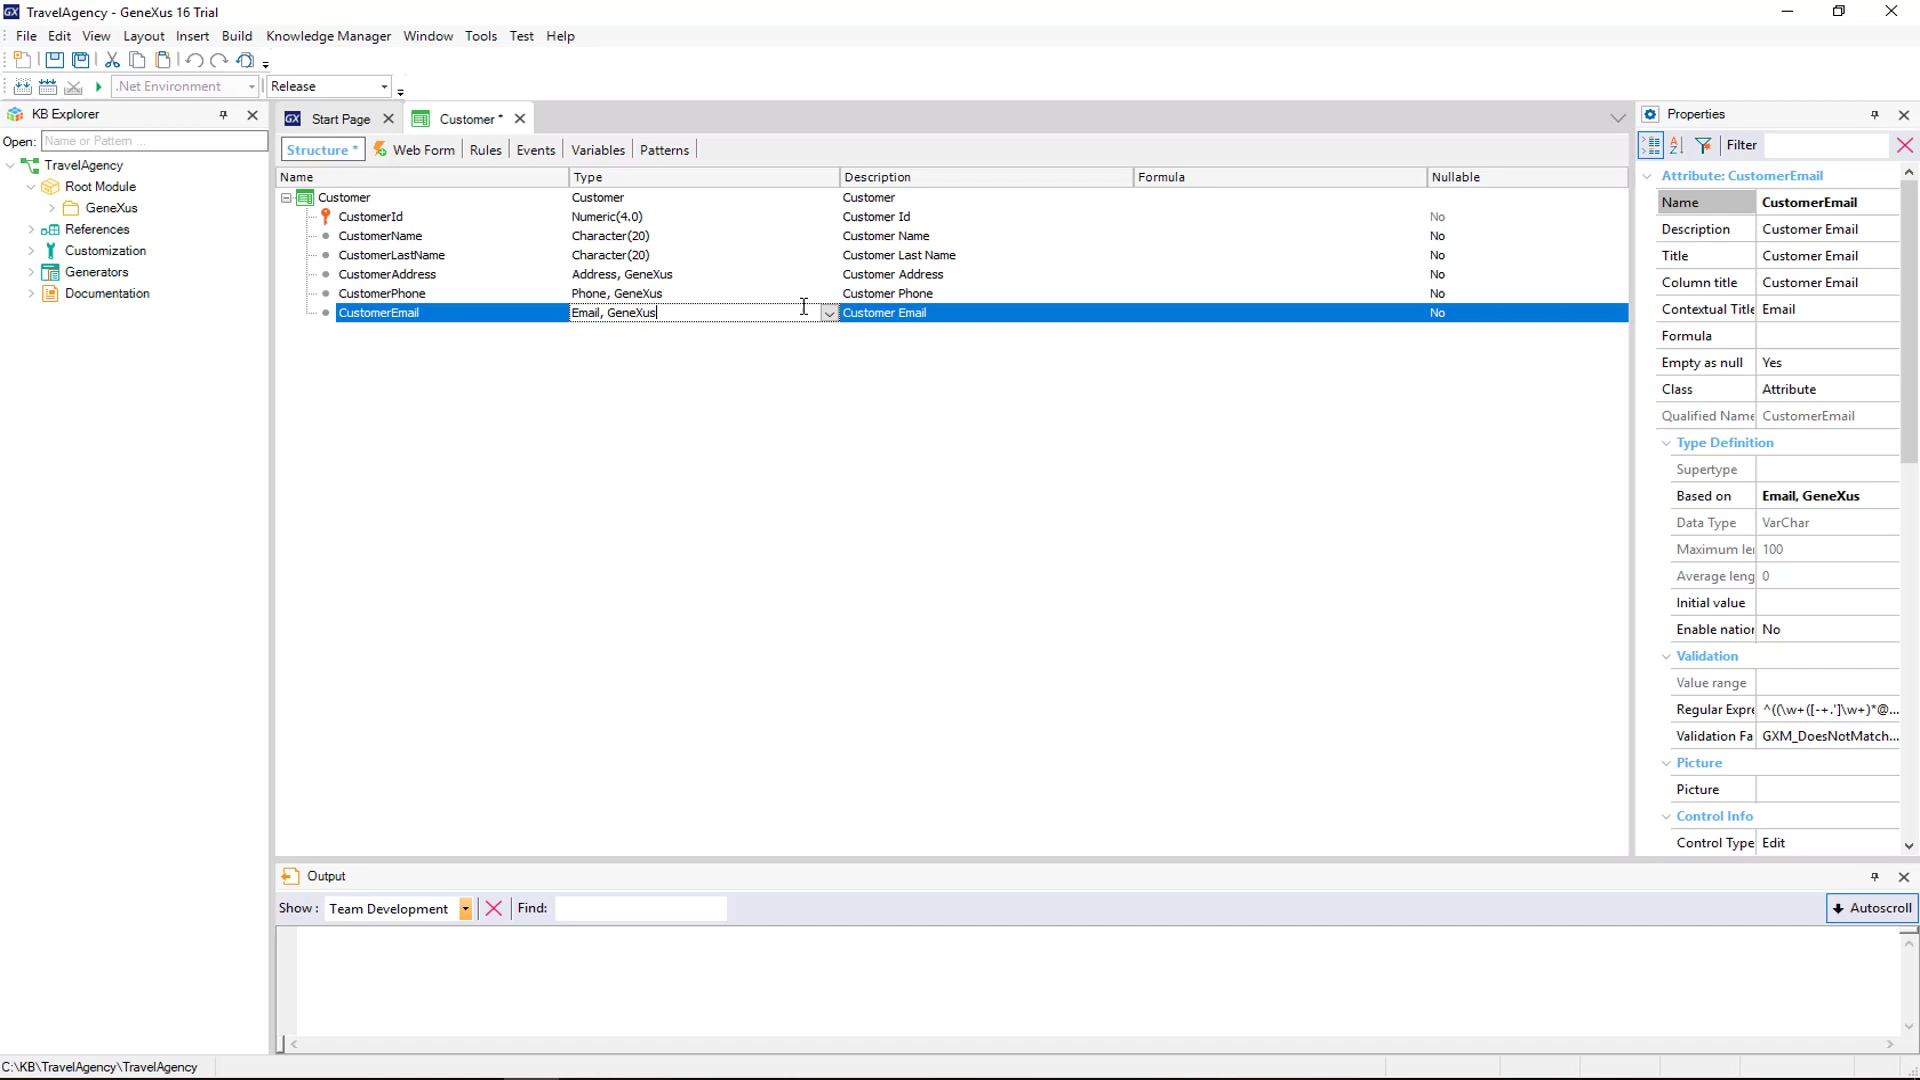 TravelAgency - GeneXus 16 Trial
File Edit View Layout Insert Build Knowledge Manager Window Tools Test Help
.Net Environment Release
KB Explorer
Open: Name or Pattern ...
TravelAgency
Root Module
GeneXus
References
Customization
Generators
Documentation
Start Page Customer *
Structure * Web Form Rules Events Variables Patterns
Name Type Description Formula Nullable
Customer Customer Customer
CustomerId Numeric(4.0) Customer Id No
CustomerName Character(20) Customer Name No
CustomerLastName Character(20) Customer Last Name No
CustomerAddress Address, GeneXus Customer Address No
CustomerPhone Phone, GeneXus Customer Phone No
CustomerEmail Email, GeneXus Customer Email No
Properties
Filter
Attribute: CustomerEmail
Name CustomerEmail
Description Customer Email
Title Customer Email
Column title Customer Email
Contextual Title Email
Formula
Empty as null Yes
Class Attribute
Qualified Name CustomerEmail
Type Definition
Supertype
Based on Email, GeneXus
Data Type VarChar
Maximum le 100
Average leng 0
Initial value
Enable nation No
Validation
Value range
Regular Expre ^((\w+([-+.']\w+)*@...
Validation Fa GXM_DoesNotMatch...
Picture
Picture
Control Info
Control Type Edit
Output
Show : Team Development Find: Autoscroll
C:\KB\TravelAgency\TravelAgency